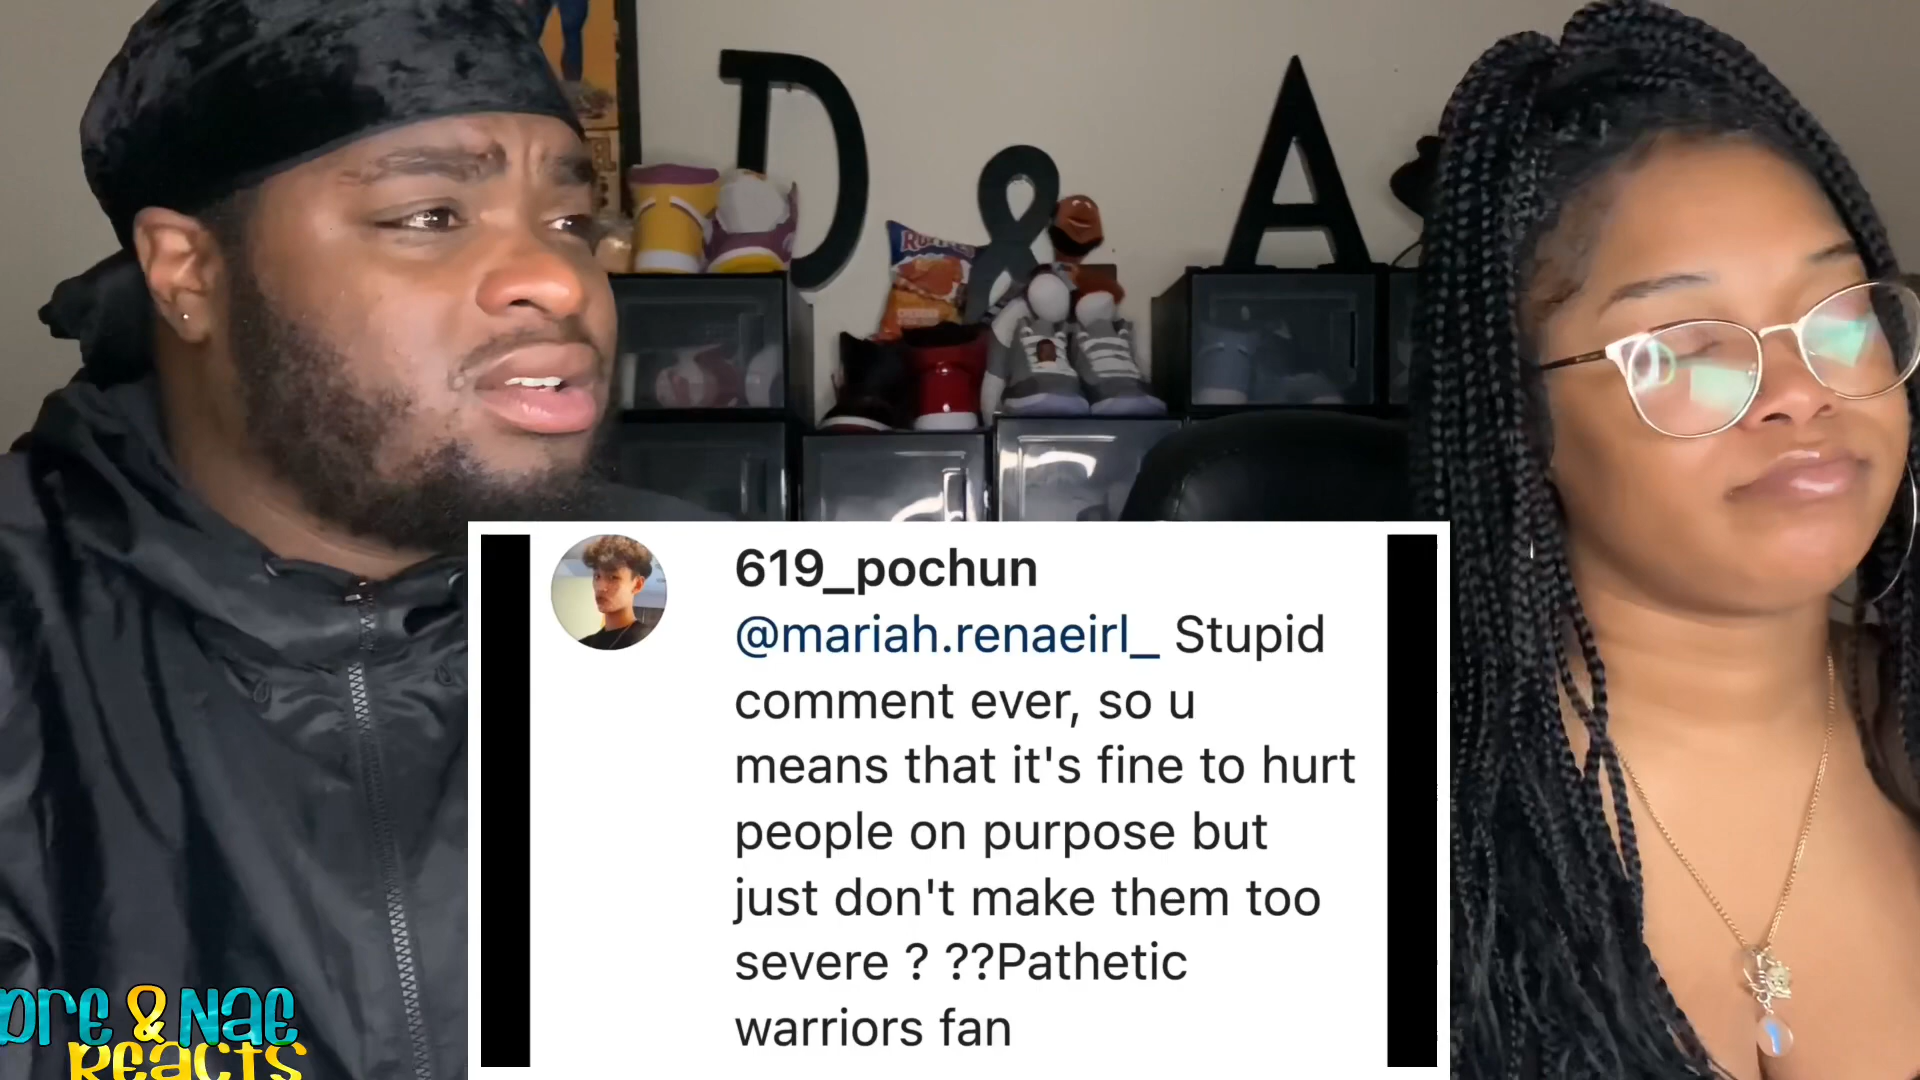 D & A
RUFFLES
619_pochun
@mariah.renaeirl_ Stupid
comment ever, so u
means that it's fine to hurt
people on purpose but
just don't make them too
severe ? ??Pathetic
warriors fan
DRE & NAE
REACTS